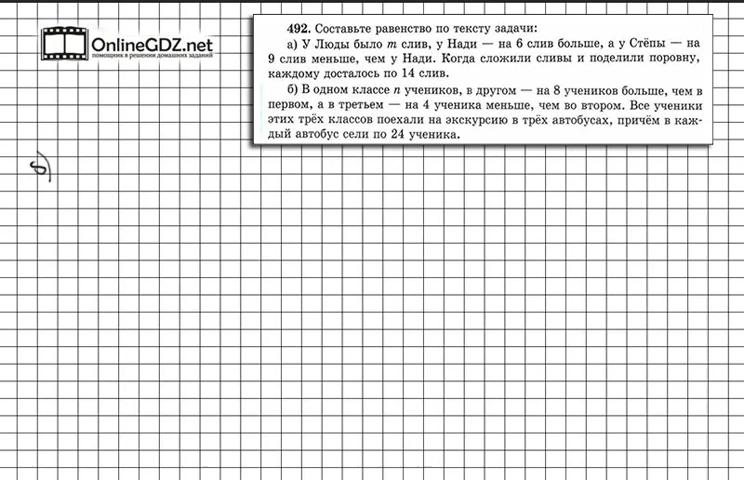 OnlineGDZ.net
помощник в решении домашних заданий
492. Составьте равенство по тексту задачи:
а) У Люды было m слив, у Нади — на 6 слив больше, а у Стёпы — на
9 слив меньше, чем у Нади. Когда сложили сливы и поделили поровну,
каждому досталось по 14 слив.
б) В одном классе n учеников, в другом — на 8 учеников больше, чем в
первом, а в третьем — на 4 ученика меньше, чем во втором. Все ученики
этих трёх классов поехали на экскурсию в трёх автобусах, причём в каж-
дый автобус сели по 24 ученика.
б)